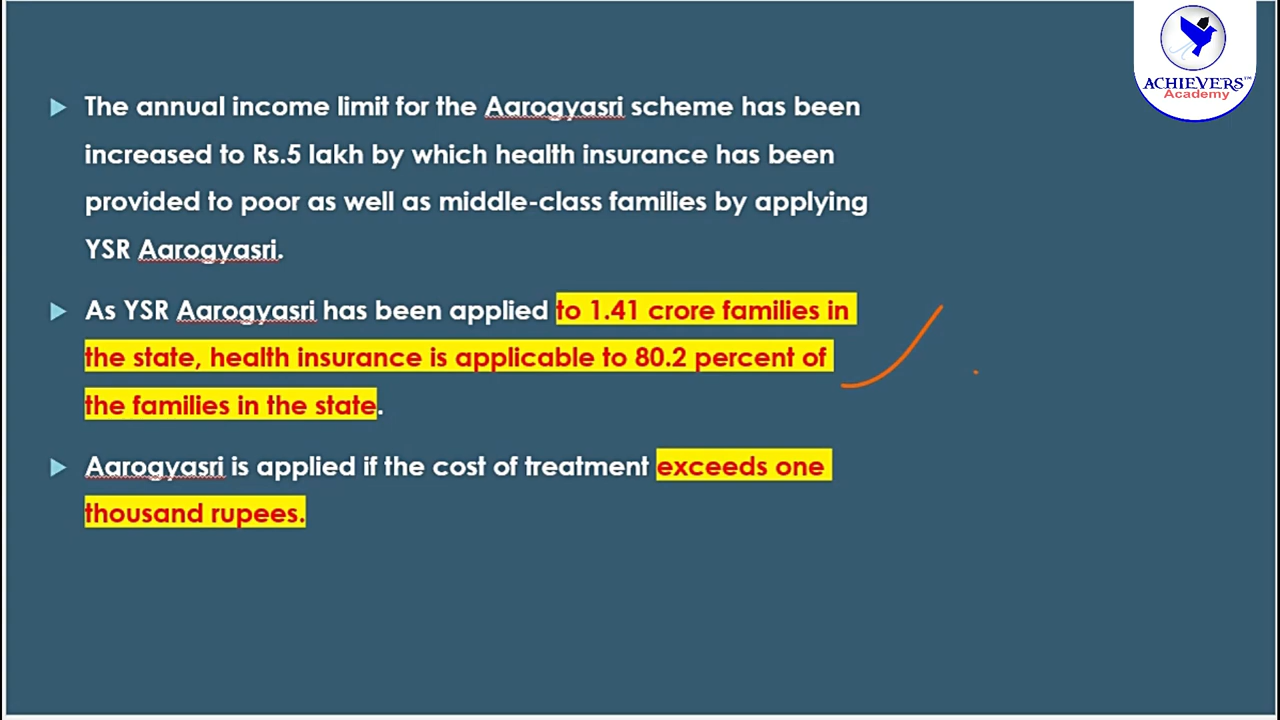 ACHIEVERS™
Academy
The annual income limit for the Aarogyasri scheme has been
increased to Rs.5 lakh by which health insurance has been
provided to poor as well as middle-class families by applying
YSR Aarogyasri.
As YSR Aarogyasri has been applied to 1.41 crore families in
the state, health insurance is applicable to 80.2 percent of
the families in the state.
Aarogyasri is applied if the cost of treatment exceeds one
thousand rupees.